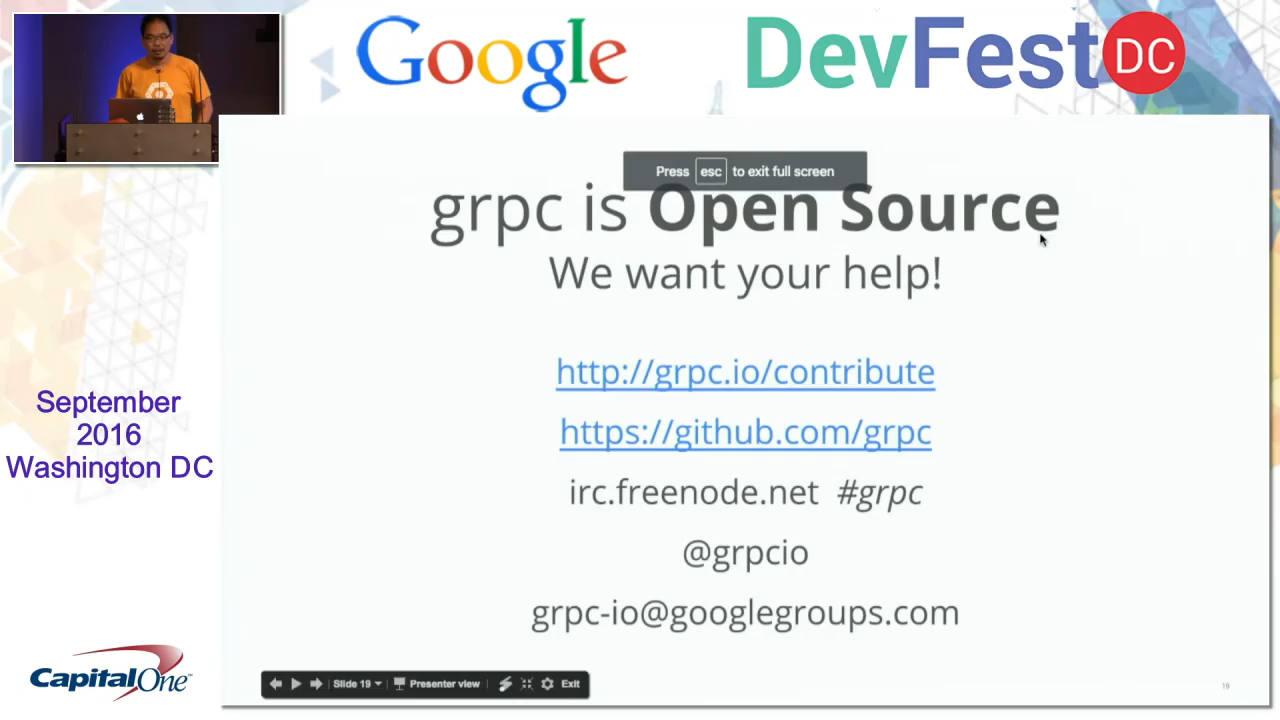 Google
DevFest DC
Press esc to exit full screen
grpc is Open Source
We want your help!
http://grpc.io/contribute
https://github.com/grpc
irc.freenode.net #grpc
@grpcio
grpc-io@googlegroups.com
September
2016
Washington DC
Capital One
Slide 19
Presenter view
Exit
19